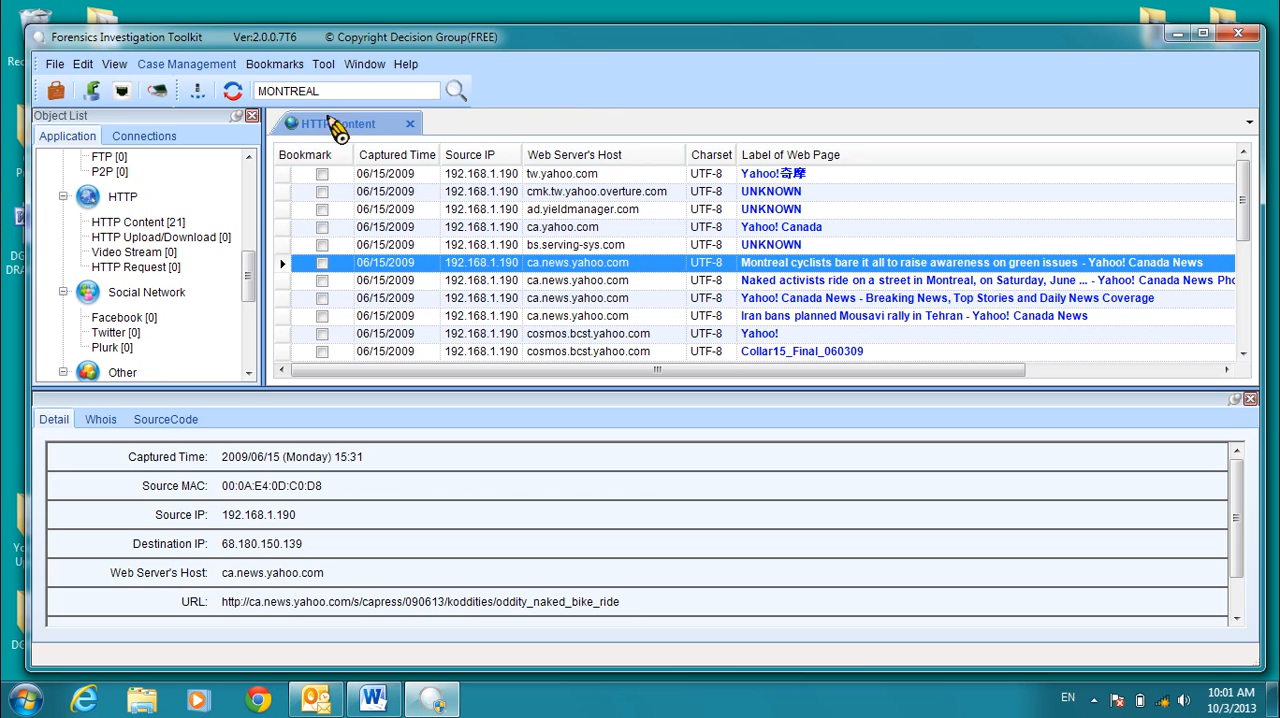 Forensics Investigation Toolkit Ver:2.0.0.7T6 © Copyright Decision Group(FREE)
File Edit View Case Management Bookmarks Tool Window Help
MONTREAL
Object List
Application Connections
FTP [0]
P2P [0]
HTTP
HTTP Content [21]
HTTP Upload/Download [0]
Video Stream [0]
HTTP Request [0]
Social Network
Facebook [0]
Twitter [0]
Plurk [0]
Other
HTTP Content
Bookmark Captured Time Source IP Web Server's Host Charset Label of Web Page
06/15/2009 192.168.1.190 tw.yahoo.com UTF-8 Yahoo!奇摩
06/15/2009 192.168.1.190 cmk.tw.yahoo.overture.com UTF-8 UNKNOWN
06/15/2009 192.168.1.190 ad.yieldmanager.com UTF-8 UNKNOWN
06/15/2009 192.168.1.190 ca.yahoo.com UTF-8 Yahoo! Canada
06/15/2009 192.168.1.190 bs.serving-sys.com UTF-8 UNKNOWN
06/15/2009 192.168.1.190 ca.news.yahoo.com UTF-8 Montreal cyclists bare it all to raise awareness on green issues - Yahoo! Canada News
06/15/2009 192.168.1.190 ca.news.yahoo.com UTF-8 Naked activists ride on a street in Montreal, on Saturday, June ... - Yahoo! Canada News Pho
06/15/2009 192.168.1.190 ca.news.yahoo.com UTF-8 Yahoo! Canada News - Breaking News, Top Stories and Daily News Coverage
06/15/2009 192.168.1.190 ca.news.yahoo.com UTF-8 Iran bans planned Mousavi rally in Tehran - Yahoo! Canada News
06/15/2009 192.168.1.190 cosmos.bcst.yahoo.com UTF-8 Yahoo!
06/15/2009 192.168.1.190 cosmos.bcst.yahoo.com UTF-8 Collar15_Final_060309
Detail Whois SourceCode
Captured Time: 2009/06/15 (Monday) 15:31
Source MAC: 00:0A:E4:0D:C0:D8
Source IP: 192.168.1.190
Destination IP: 68.180.150.139
Web Server's Host: ca.news.yahoo.com
URL: http://ca.news.yahoo.com/s/capress/090613/koddities/oddity_naked_bike_ride
EN
10:01 AM
10/3/2013